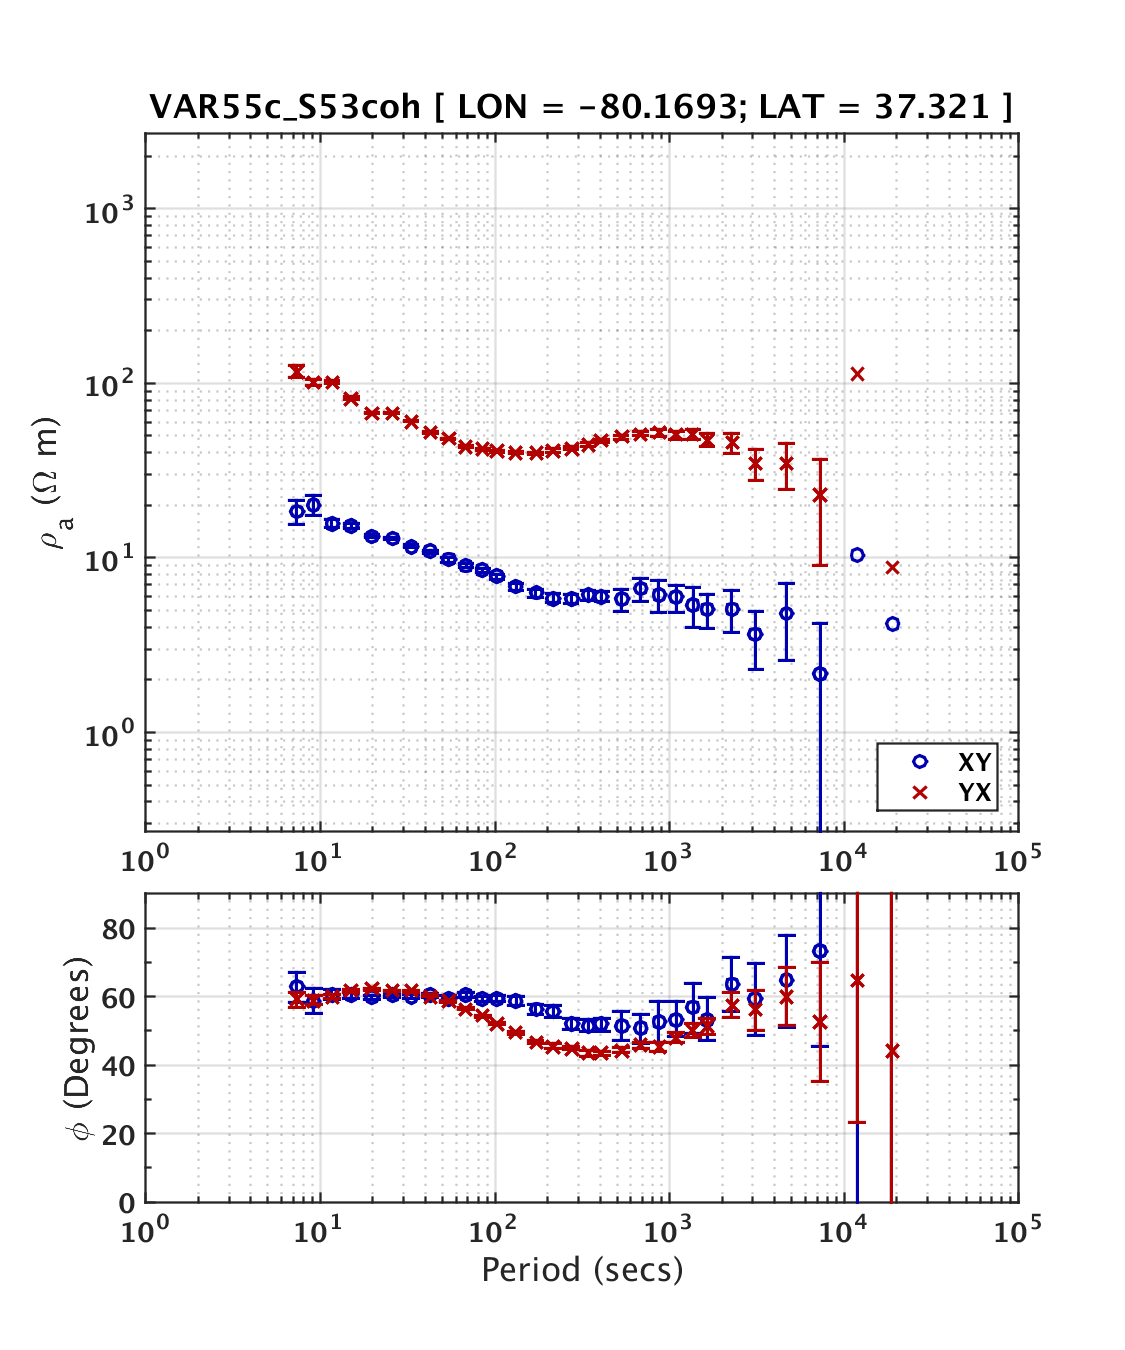 VAR55c_S53coh [ LON = -80.1693; LAT = 37.321 ]
10³
10²
10¹
10⁰
ρₐ (Ω m)
XY
YX
10⁰ 10¹ 10² 10³ 10⁴ 10⁵
80
60
40
20
0
ϕ (Degrees)
10⁰ 10¹ 10² 10³ 10⁴ 10⁵
Period (secs)